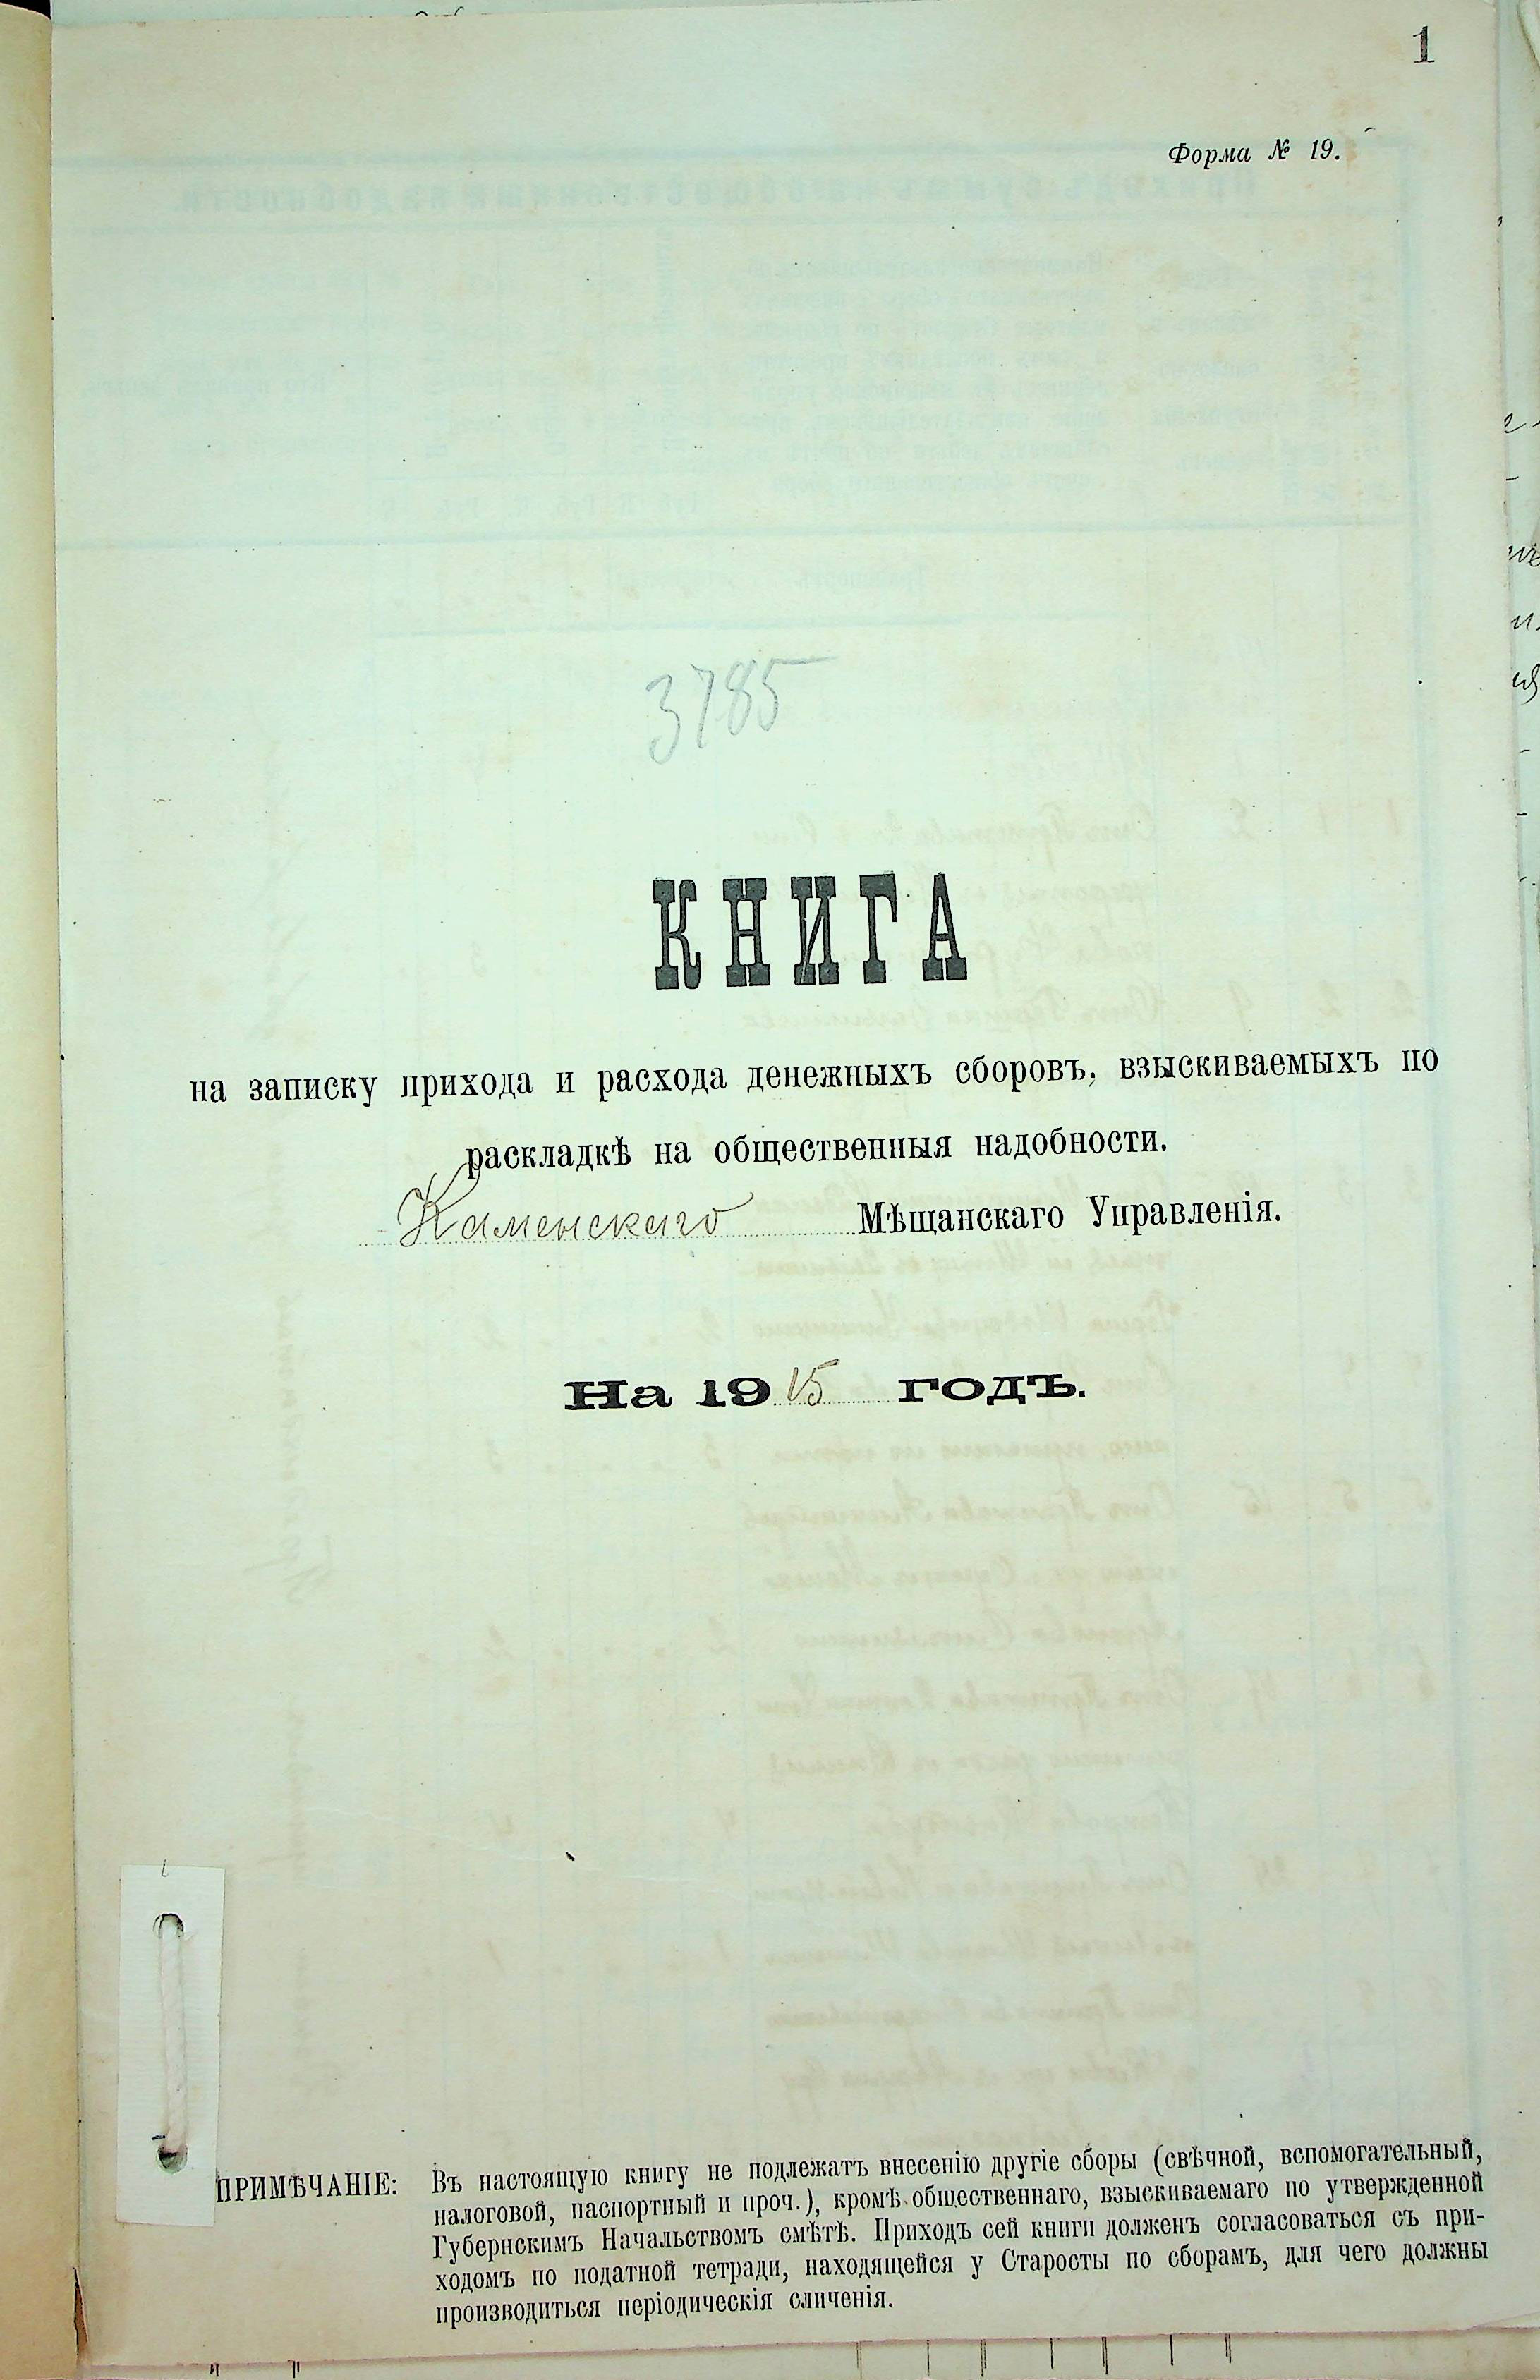 1
Форма № 19.
3785
КНИГА
на записку прихода и расхода денежныхъ сборовъ, взыскиваемыхъ по
раскладкѣ на общественныя надобности.
Каменскаго Мѣщанскаго Управленія.
На 1915 годъ.
ПРИМѢЧАНІЕ: Въ настоящую книгу не подлежатъ внесенію другіе сборы (свѣчной, вспомогательный,
налоговой, паспортный и проч.), кромѣ общественнаго, взыскиваемаго по утвержденной
Губернскимъ Начальствомъ смѣтѣ. Приходъ сей книги долженъ согласоваться съ при-
ходомъ по податной тетради, находящейся у Старосты по сборамъ, для чего должны
производиться періодическія сличенія.